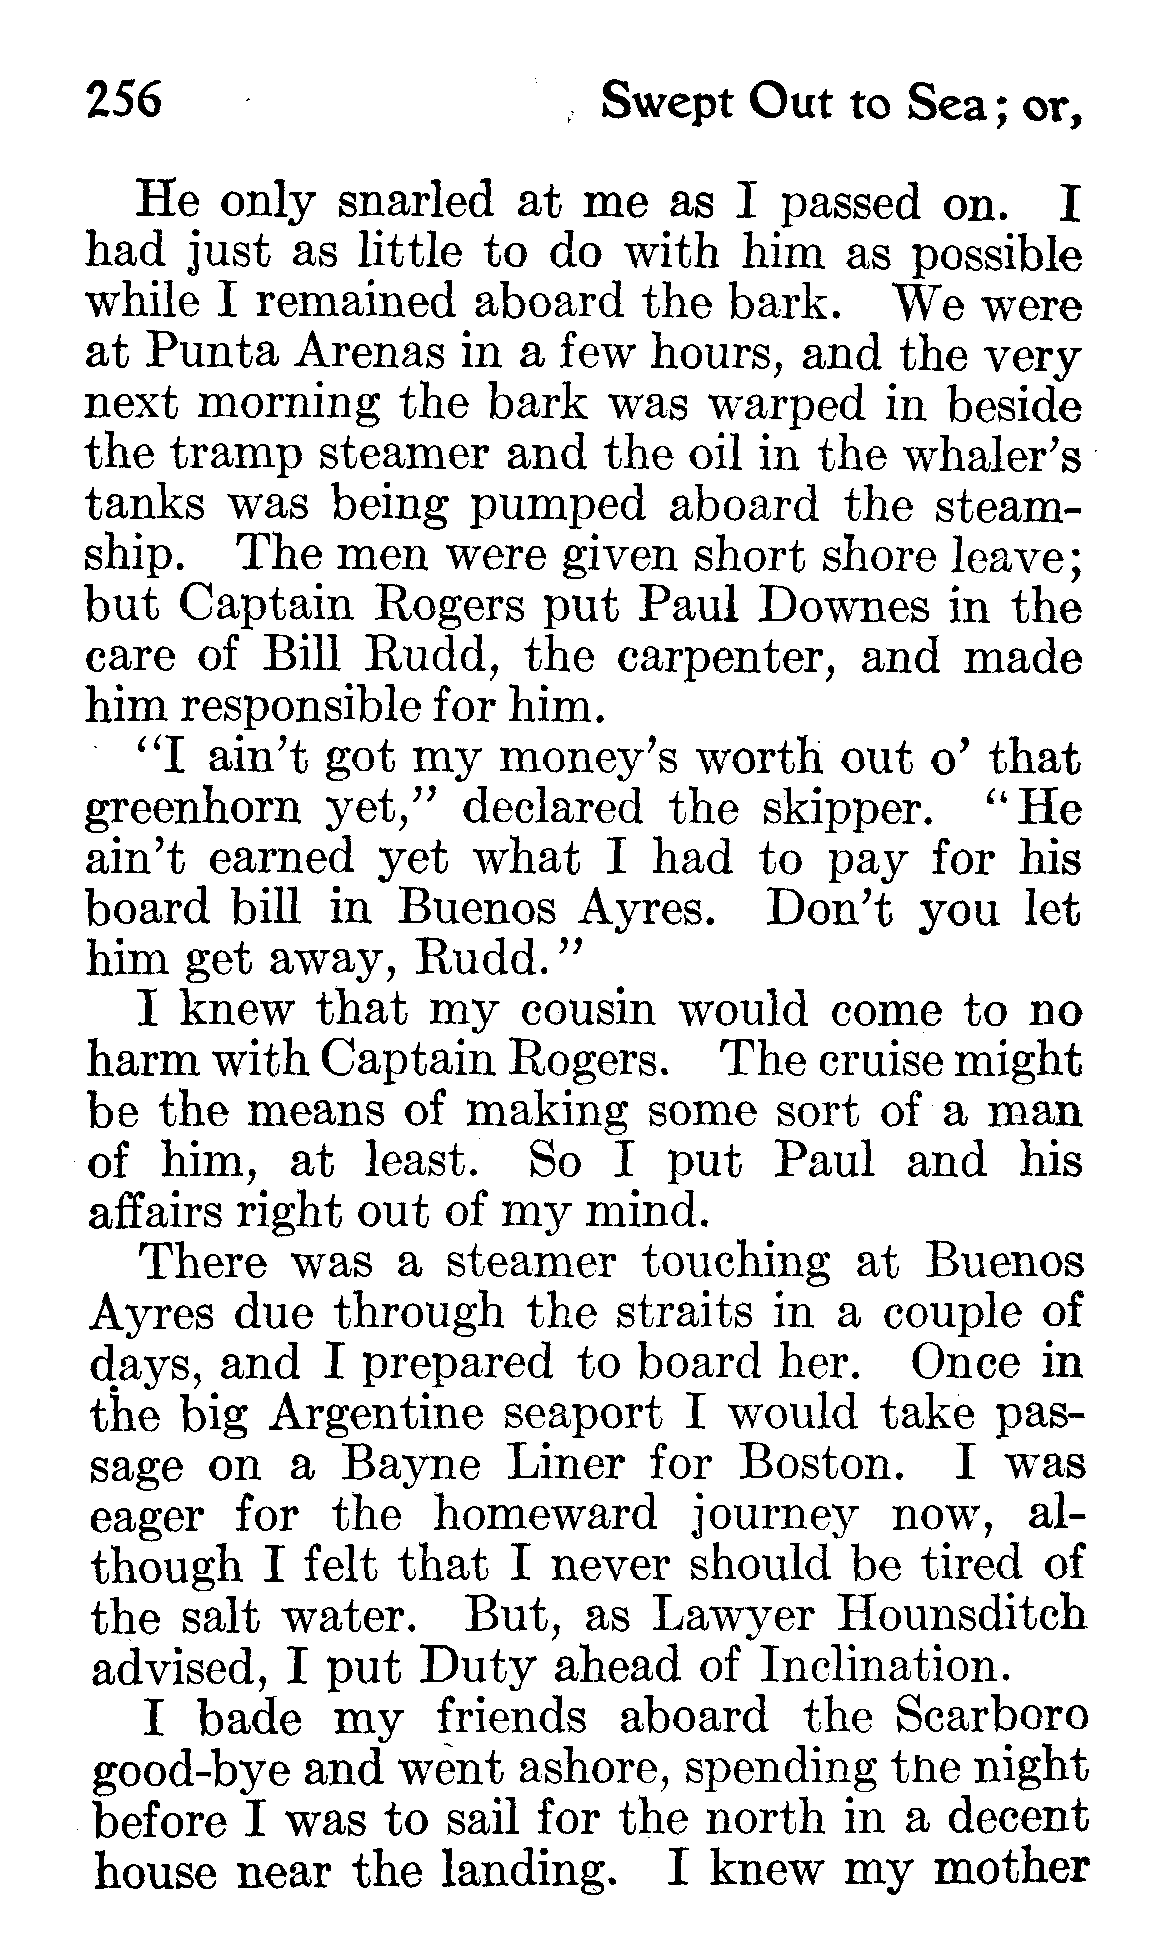 256 Swept Out to Sea; or,
He only snarled at me as I passed on. I
had just as little to do with him as possible
while I remained aboard the bark. We were
at Punta Arenas in a few hours, and the very
next morning the bark was warped in beside
the tramp steamer and the oil in the whaler's
tanks was being pumped aboard the steam-
ship. The men were given short shore leave;
but Captain Rogers put Paul Downes in the
care of Bill Rudd, the carpenter, and made
him responsible for him.
"I ain't got my money's worth out o' that
greenhorn yet," declared the skipper. "He
ain't earned yet what I had to pay for his
board bill in Buenos Ayres. Don't you let
him get away, Rudd."
I knew that my cousin would come to no
harm with Captain Rogers. The cruise might
be the means of making some sort of a man
of him, at least. So I put Paul and his
affairs right out of my mind.
There was a steamer touching at Buenos
Ayres due through the straits in a couple of
days, and I prepared to board her. Once in
the big Argentine seaport I would take pas-
sage on a Bayne Liner for Boston. I was
eager for the homeward journey now, al-
though I felt that I never should be tired of
the salt water. But, as Lawyer Hounsditch
advised, I put Duty ahead of Inclination.
I bade my friends aboard the Scarboro
good-bye and went ashore, spending the night
before I was to sail for the north in a decent
house near the landing. I knew my mother